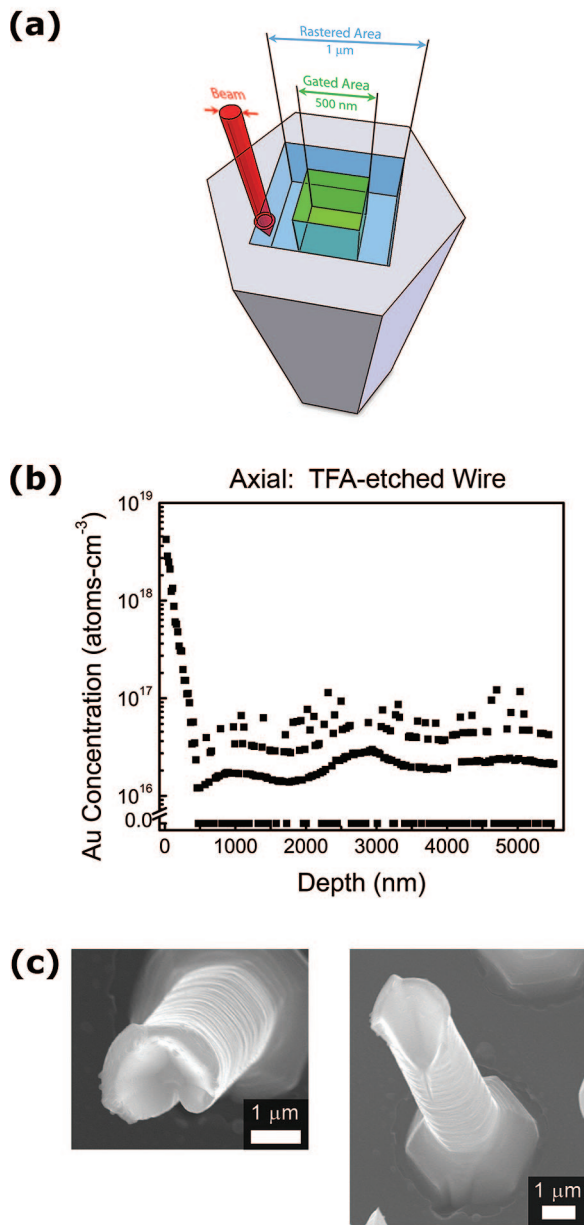 (a)
Rastered Area
1 μm
Gated Area
500 nm
Beam
(b)
Axial: TFA-etched Wire
Au Concentration (atoms-cm⁻³)
10¹⁹
10¹⁸
10¹⁷
10¹⁶
0.0
0 1000 2000 3000 4000 5000
Depth (nm)
(c)
1 μm
1 μm